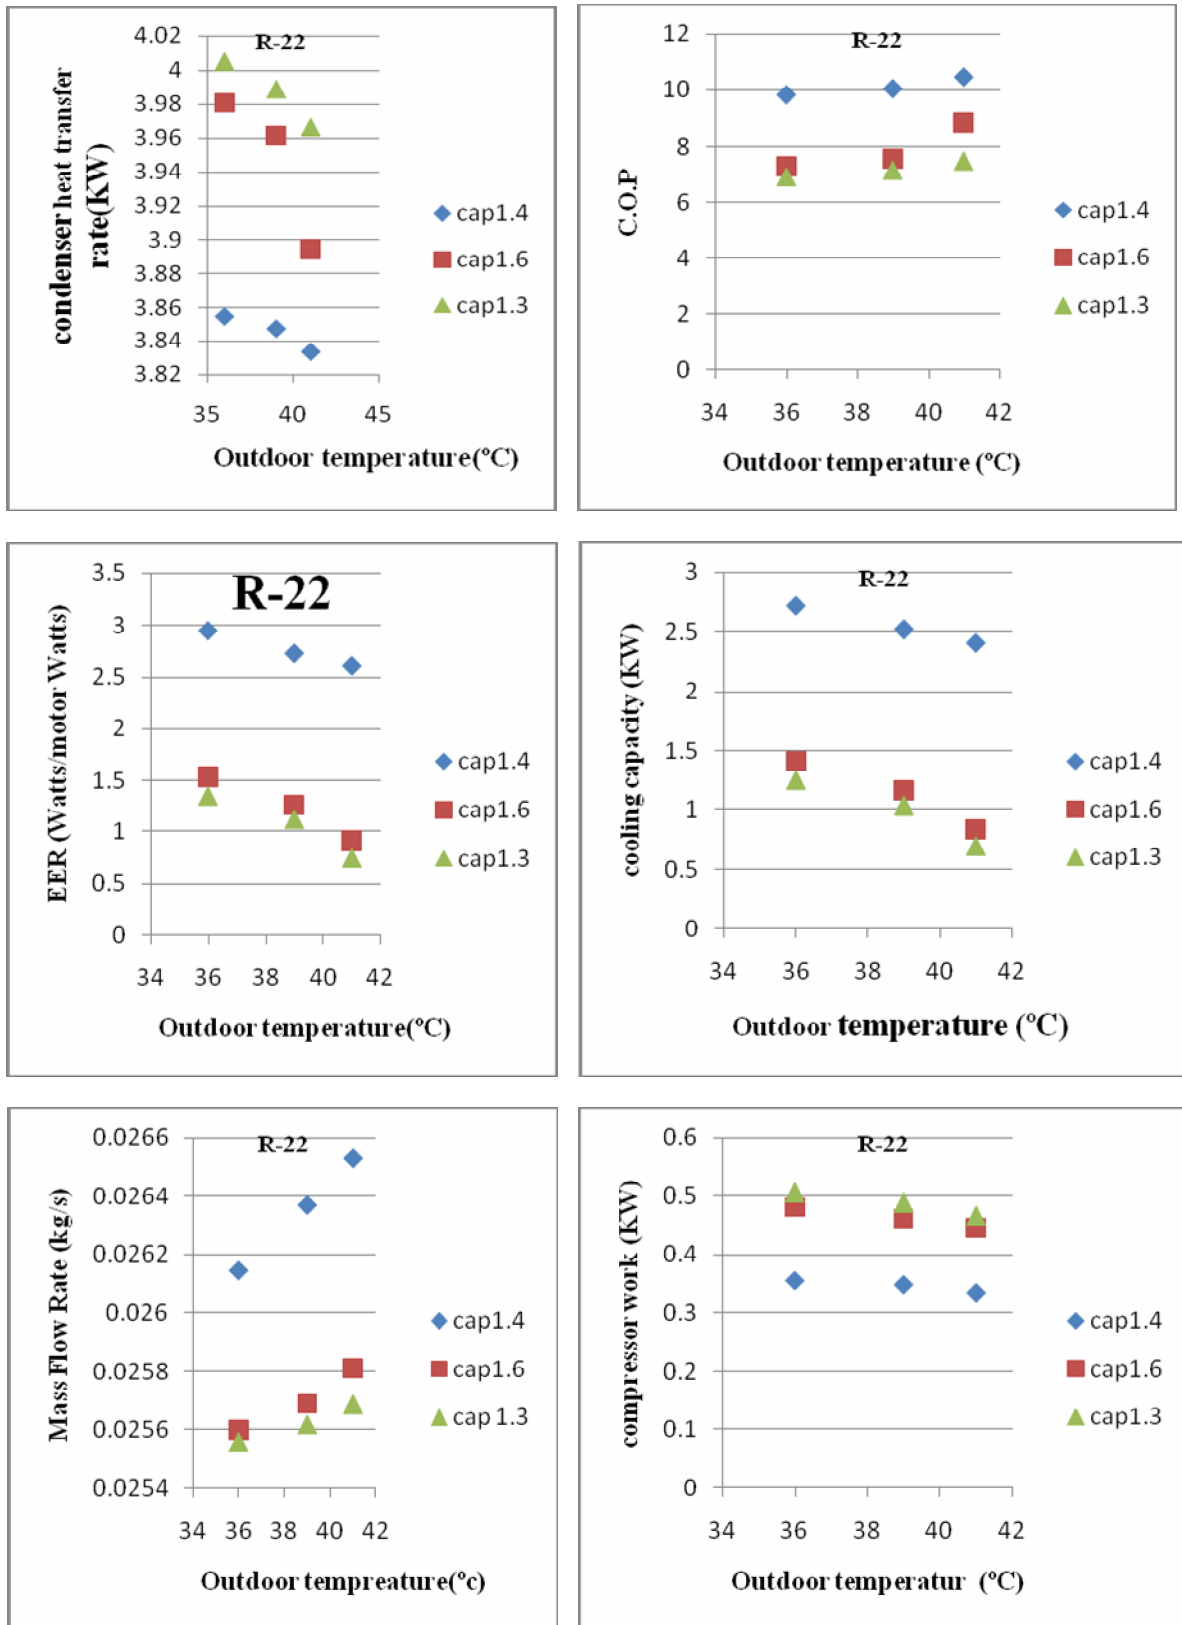 R-22
condenser heat transfer
rate(KW)
4.02
4
3.98
3.96
3.94
3.92
3.9
3.88
3.86
3.84
3.82
35 40 45
Outdoor temperature(ºC)
cap1.4
cap1.6
cap1.3
R-22
C.O.P
12
10
8
6
4
2
0
34 36 38 40 42
Outdoor temperature (ºC)
cap1.4
cap1.6
cap1.3
R-22
EER (Watts/motor Watts)
3.5
3
2.5
2
1.5
1
0.5
0
34 36 38 40 42
Outdoor temperature(ºC)
cap1.4
cap1.6
cap1.3
R-22
cooling capacity (KW)
3
2.5
2
1.5
1
0.5
0
34 36 38 40 42
Outdoor temperature (ºC)
cap1.4
cap1.6
cap1.3
R-22
Mass Flow Rate (kg/s)
0.0266
0.0264
0.0262
0.026
0.0258
0.0256
0.0254
34 36 38 40 42
Outdoor tempreature(ºc)
cap1.4
cap1.6
cap 1.3
R-22
compressor work (KW)
0.6
0.5
0.4
0.3
0.2
0.1
0
34 36 38 40 42
Outdoor temperatur (ºC)
cap1.4
cap1.6
cap1.3